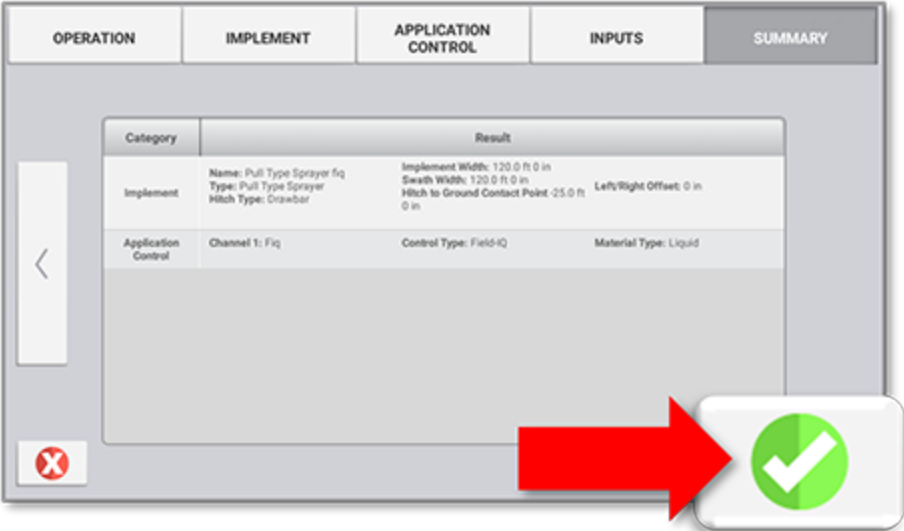 OPERATION
IMPLEMENT
APPLICATION
CONTROL
INPUTS
SUMMARY
Category
Result
Implement
Name: Pull Type Sprayer fiq
Type: Pull Type Sprayer
Hitch Type: Drawbar
Implement Width: 120.0 ft 0 in
Swath Width: 120.0 ft 0 in
Hitch to Ground Contact Point -25.0 ft
0 in
Left/Right Offset: 0 in
Application
Control
Channel 1: Fiq
Control Type: Field-IQ
Material Type: Liquid